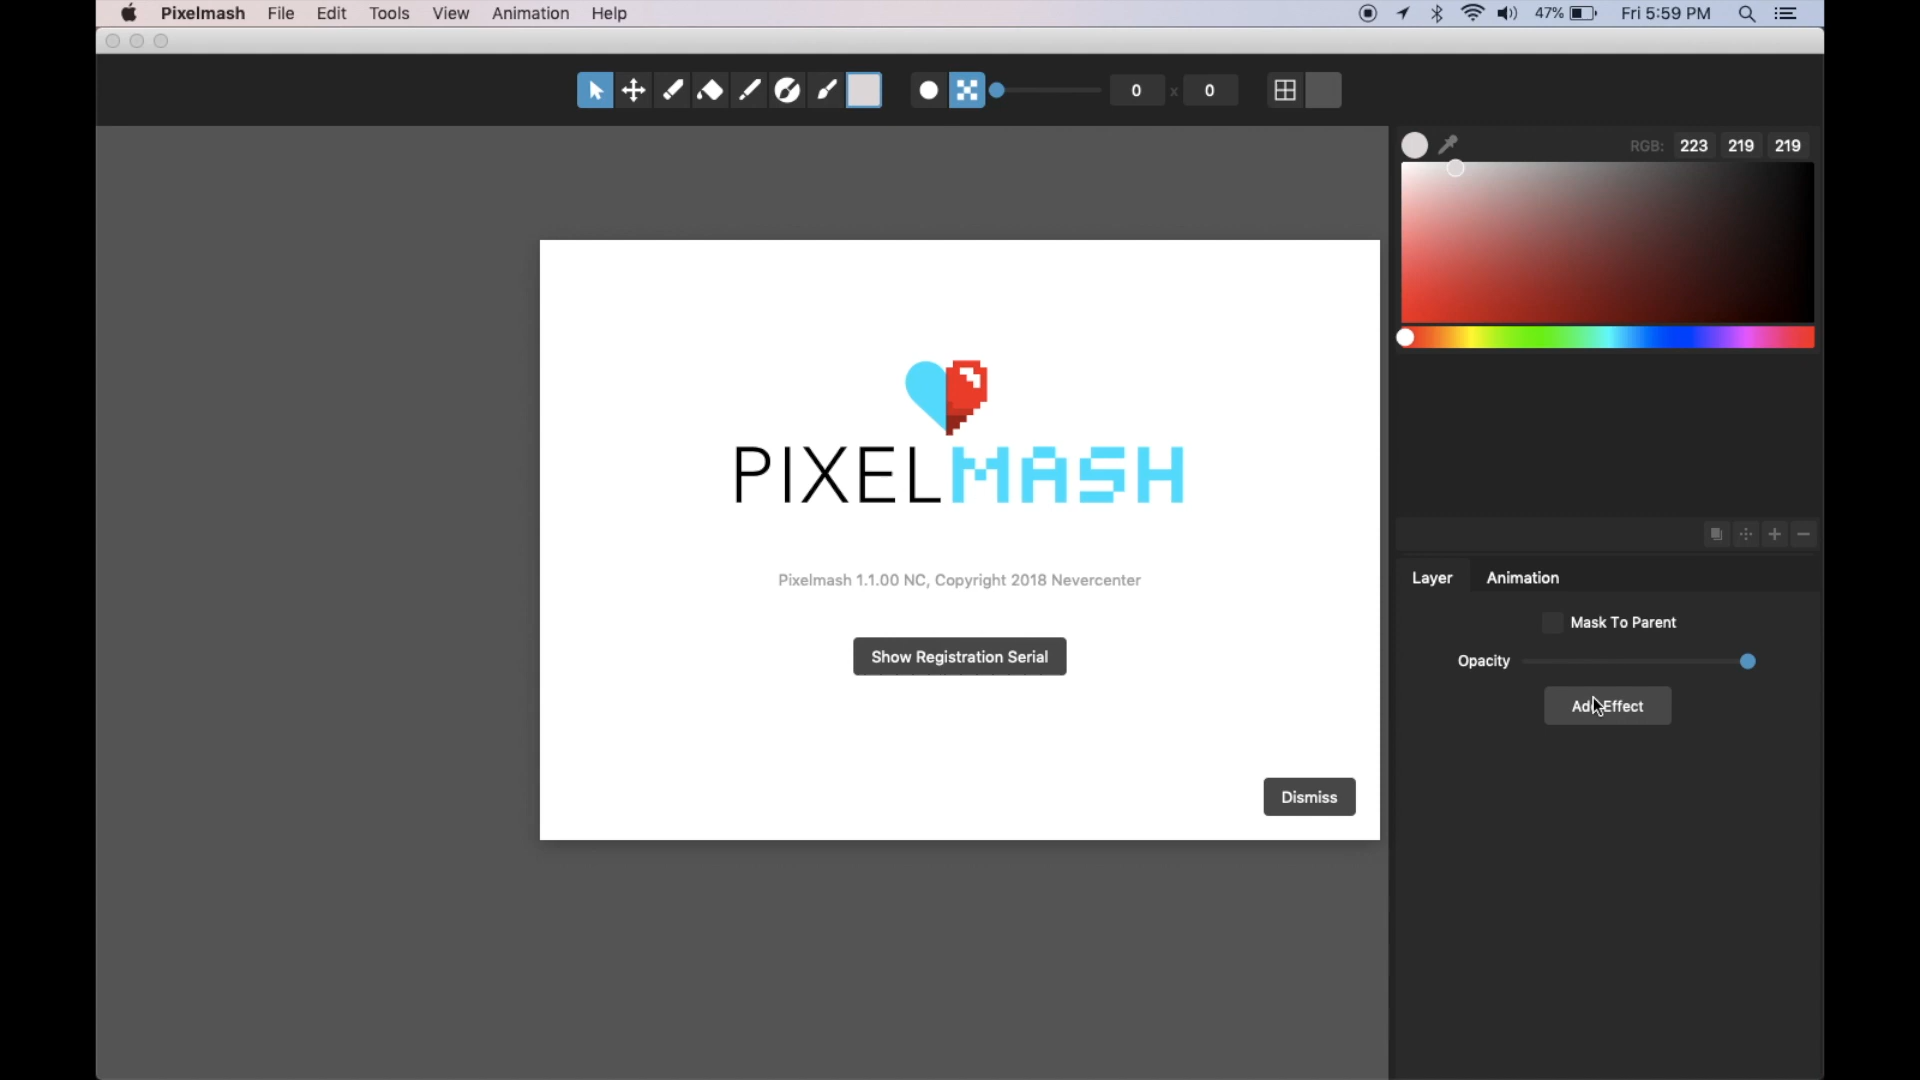 Pixelmash File Edit Tools View Animation Help 47% Fri 5:59 PM
0 x 0
RGB: 223 219 219
PIXELMASH
Pixelmash 1.1.00 NC, Copyright 2018 Nevercenter
Show Registration Serial
Dismiss
Layer Animation
Mask To Parent
Opacity
Add Effect